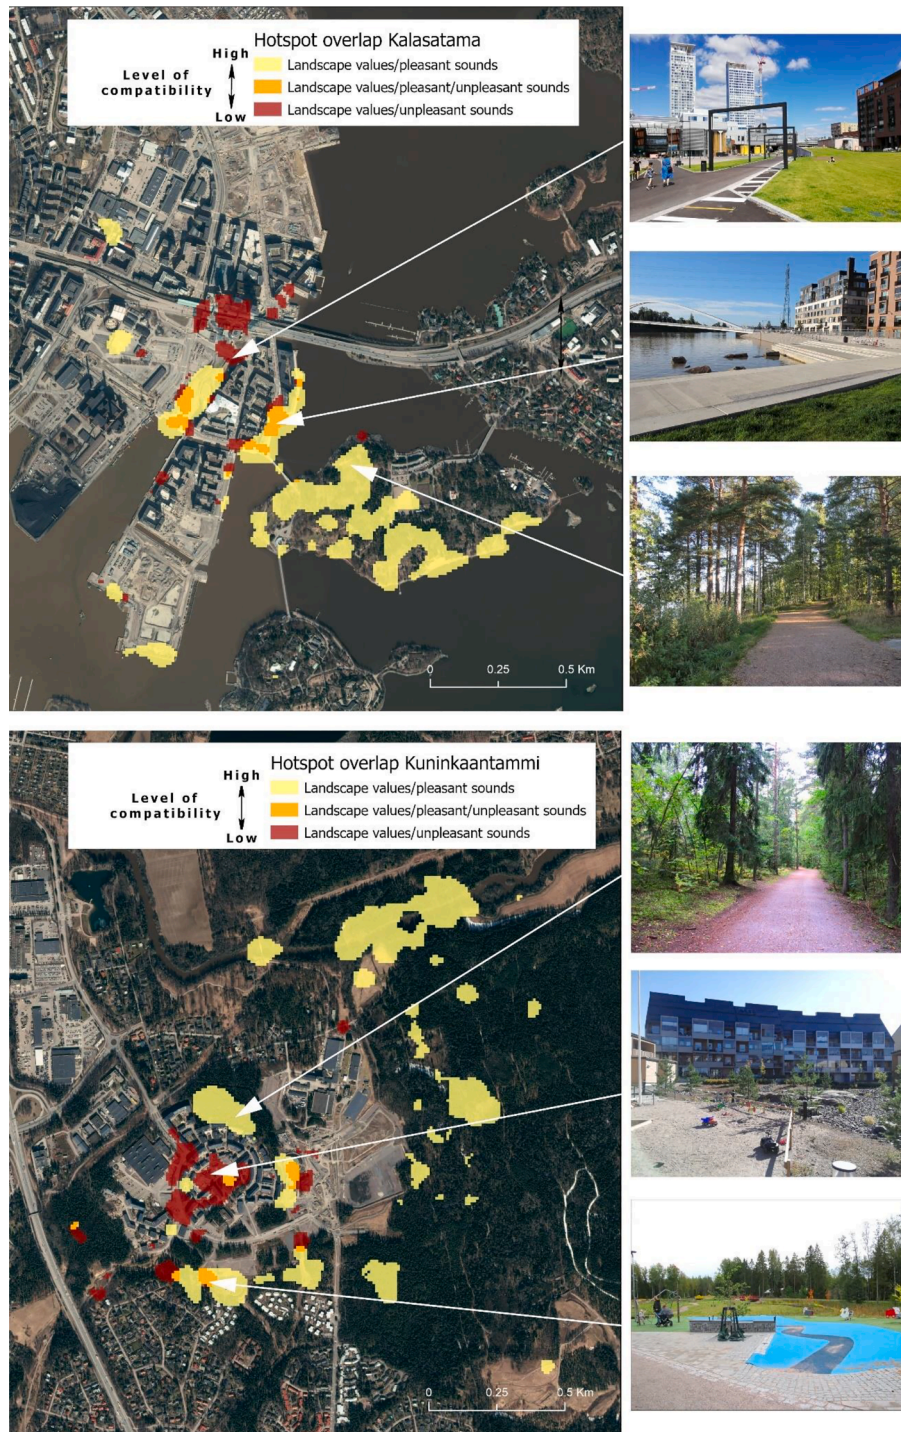 Hotspot overlap Kalasatama
High
Level of
compatibility
Low
Landscape values/pleasant sounds
Landscape values/pleasant/unpleasant sounds
Landscape values/unpleasant sounds
0 0.25 0.5 Km
Hotspot overlap Kuninkaantammi
High
Level of
compatibility
Low
Landscape values/pleasant sounds
Landscape values/pleasant/unpleasant sounds
Landscape values/unpleasant sounds
0 0.25 0.5 Km